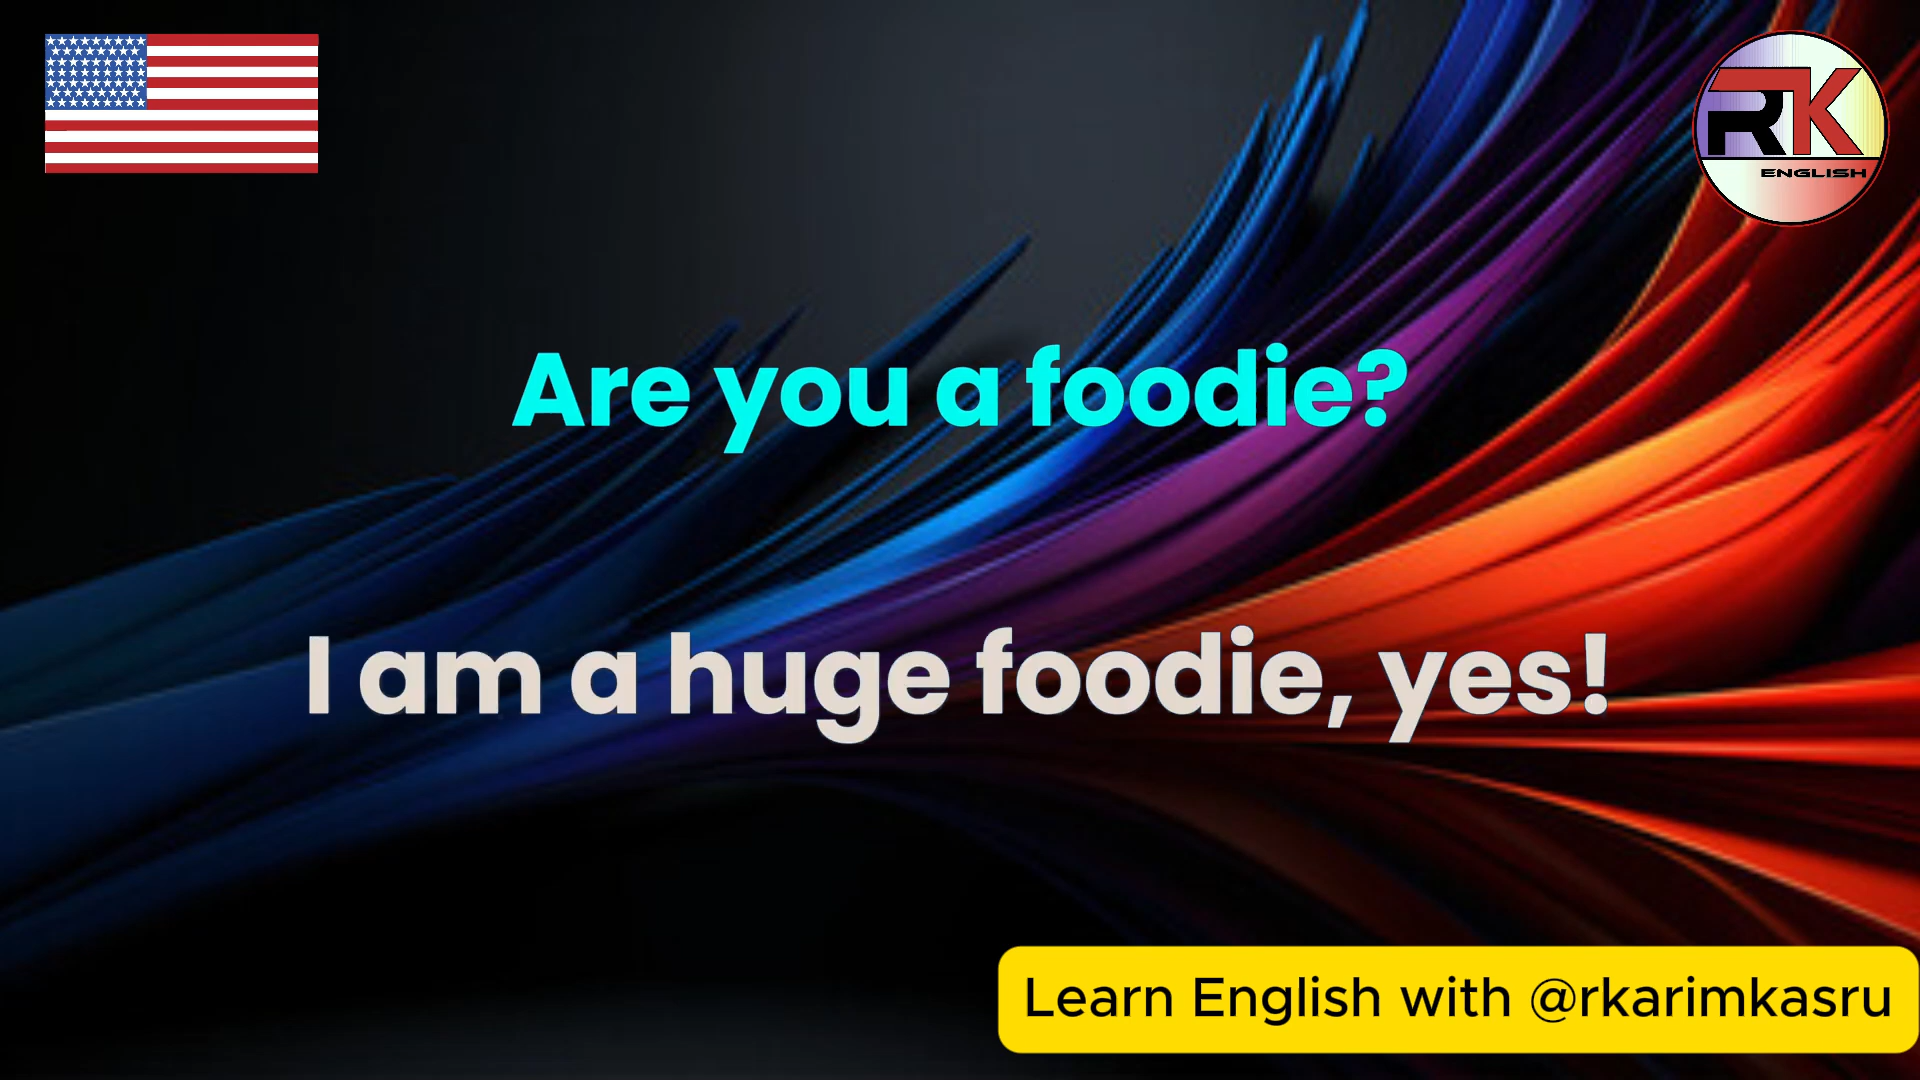 RK
ENGLISH
Are you a foodie?
I am a huge foodie, yes!
Learn English with @rkarimkasru